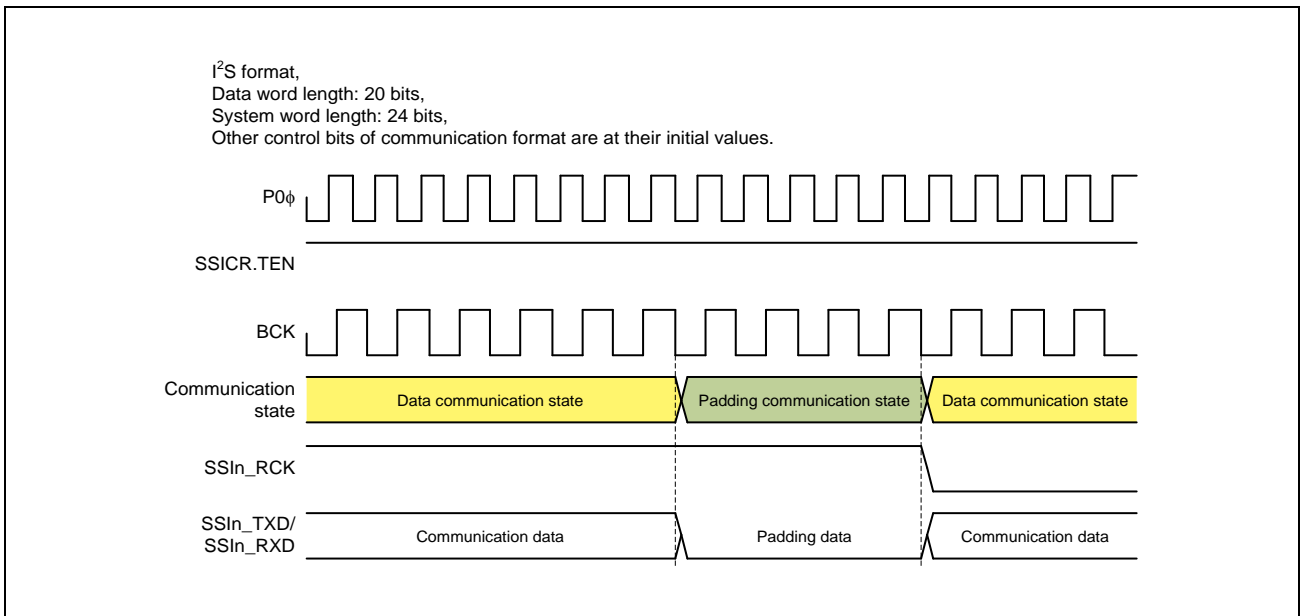 I²S format,
Data word length: 20 bits,
System word length: 24 bits,
Other control bits of communication format are at their initial values.
P0ϕ
SSICR.TEN
BCK
Communication
state
Data communication state
Padding communication state
Data communication state
SSIn_RCK
SSIn_TXD/
SSIn_RXD
Communication data
Padding data
Communication data